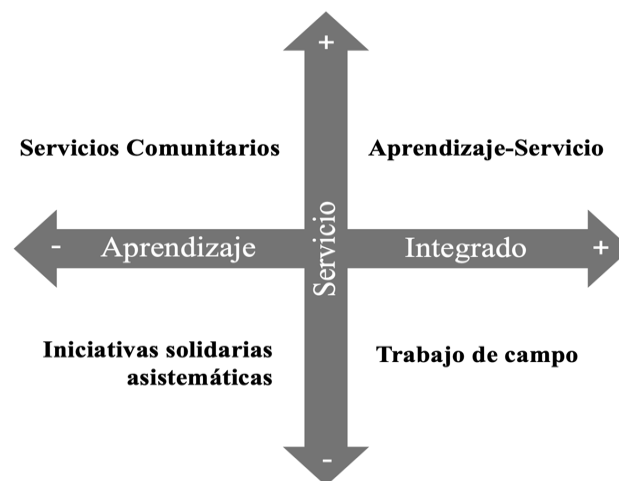 +
Servicios Comunitarios
Aprendizaje-Servicio
-
Aprendizaje
Servicio
Integrado
+
Iniciativas solidarias
asistemáticas
Trabajo de campo
-